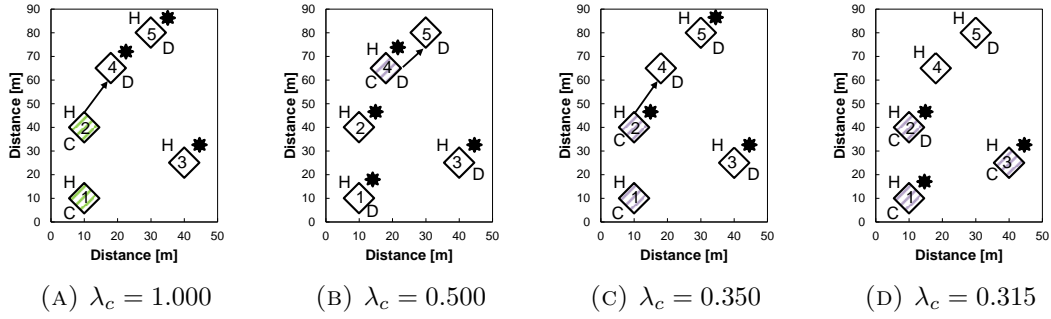 Distance [m]
90
80
70
60
50
40
30
20
10
0
H
5
D
4
D
H
2
C
H
3
H
1
C
0 10 20 30 40 50
Distance [m]
(A) λc = 1.000
Distance [m]
90
80
70
60
50
40
30
20
10
0
5
D
H
4
C D
H
2
H
3
D
H
1
D
0 10 20 30 40 50
Distance [m]
(B) λc = 0.500
Distance [m]
90
80
70
60
50
40
30
20
10
0
H
5
D
4
D
H
2
C
H
3
D
H
1
C
0 10 20 30 40 50
Distance [m]
(C) λc = 0.350
Distance [m]
90
80
70
60
50
40
30
20
10
0
H
5
D
H
4
H
2
C D
H
3
C
H
1
C
0 10 20 30 40 50
Distance [m]
(D) λc = 0.315